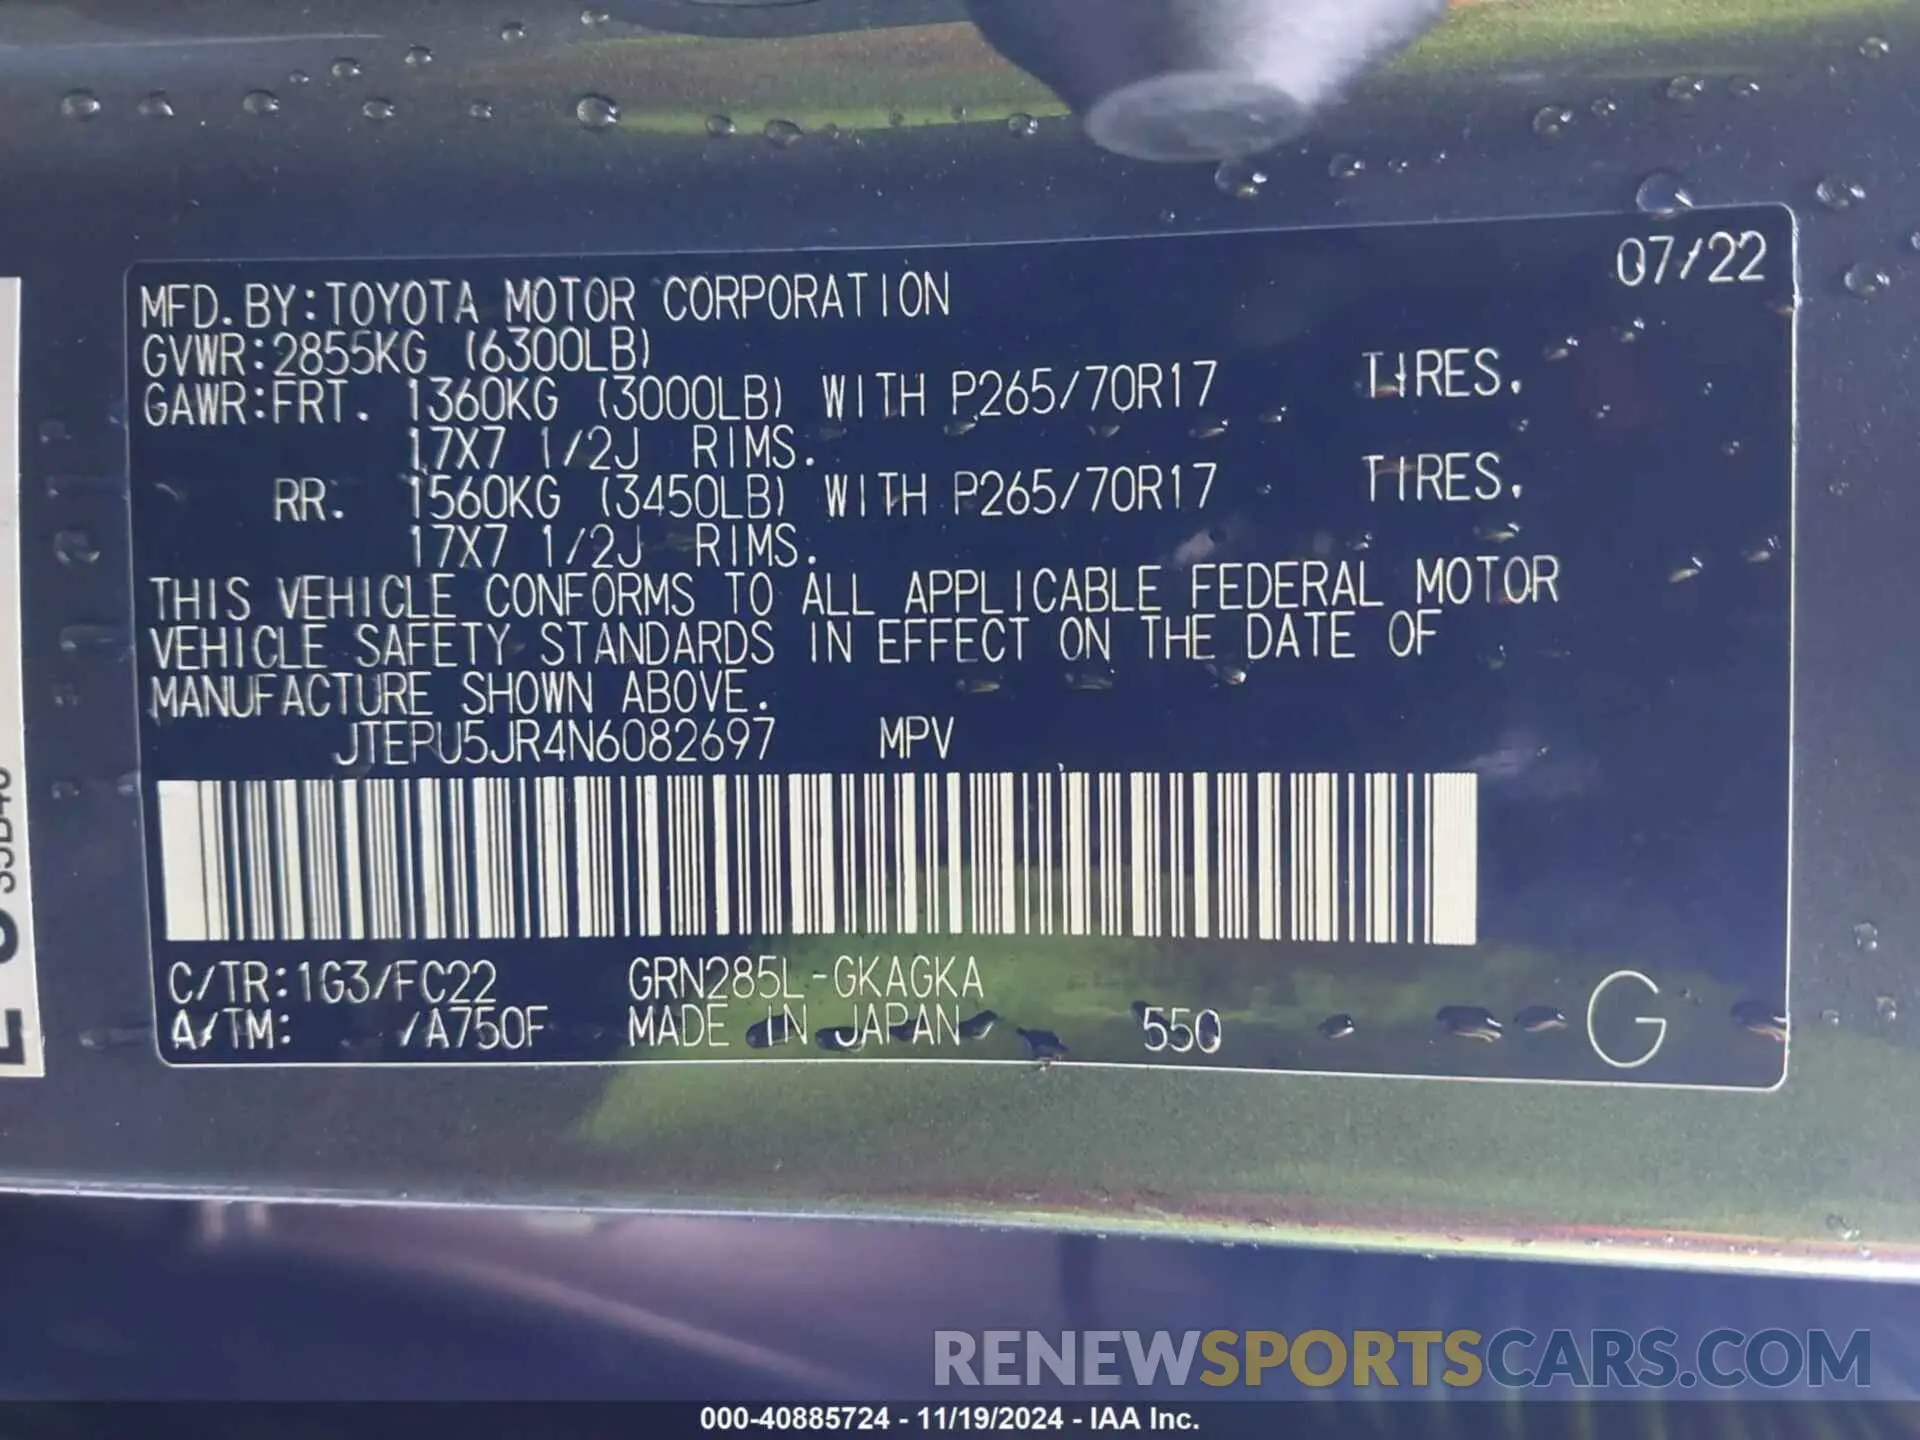 07/22
MFD.BY:TOYOTA MOTOR CORPORATION
GVWR:2855KG (6300LB)
GAWR:FRT. 1360KG (3000LB) WITH P265/70R17 TIRES.
17X7 1/2J RIMS.
RR. 1560KG (3450LB) WITH P265/70R17 TIRES.
17X7 1/2J RIMS.
THIS VEHICLE CONFORMS TO ALL APPLICABLE FEDERAL MOTOR
VEHICLE SAFETY STANDARDS IN EFFECT ON THE DATE OF
MANUFACTURE SHOWN ABOVE.
JTEPU5JR4N6082697 MPV
C/TR:1G3/FC22 GRN285L-GKAGKA
A/TM: /A750F MADE IN JAPAN 550 G
RENEWSPORTSCARS.COM
000-40885724 - 11/19/2024 - IAA Inc.